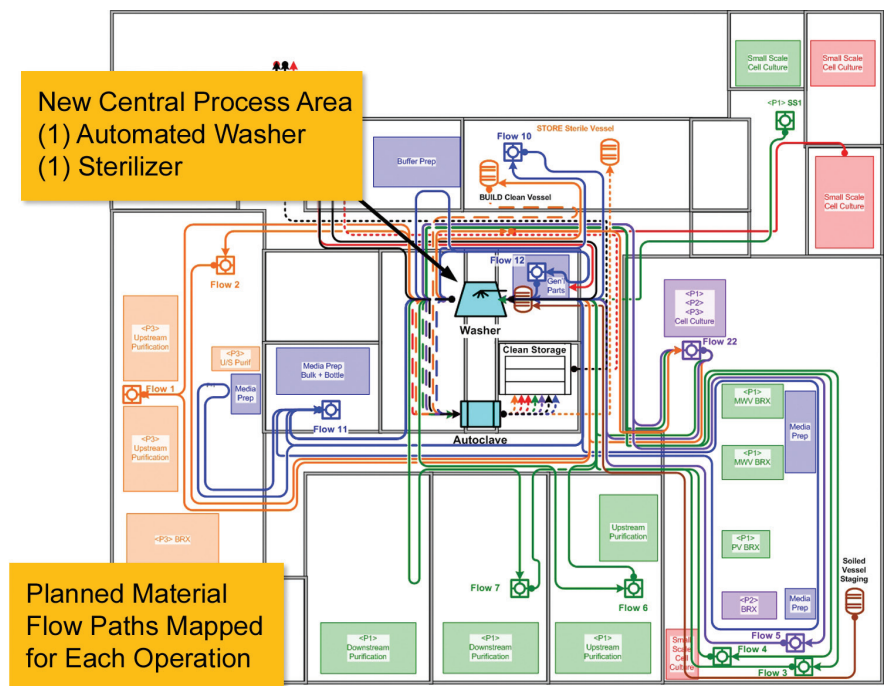 New Central Process Area
(1) Automated Washer
(1) Sterilizer
Small Scale
Cell Culture
Small Scale
Cell Culture
<P1> SS1
Flow 10
STORE Sterile Vessel
Buffer Prep
BUILD Clean Vessel
Small Scale
Cell Culture
Flow 2
Flow 12
Gen'l
Parts
Washer
<P1>
<P2>
<P3>
Cell Culture
Flow 22
<P3>
Upstream
Purification
<P3>
U/S Purif
Media
Prep
Media Prep
Bulk + Bottle
Clean Storage
Flow 1
Flow 11
Autoclave
<P3>
Upstream
Purification
<P1>
MWV BRX
Media
Prep
<P1>
MWV BRX
<P3> BRX
Upstream
Purification
<P1>
PV BRX
Soiled
Vessel
Staging
Planned Material
Flow Paths Mapped
for Each Operation
Flow 7
Flow 6
<P2>
BRX
Media
Prep
<P1>
Downstream
Purification
<P1>
Downstream
Purification
<P1>
Upstream
Purification
Small
Scale
Cell
Culture
Flow 5
Flow 4
Flow 3